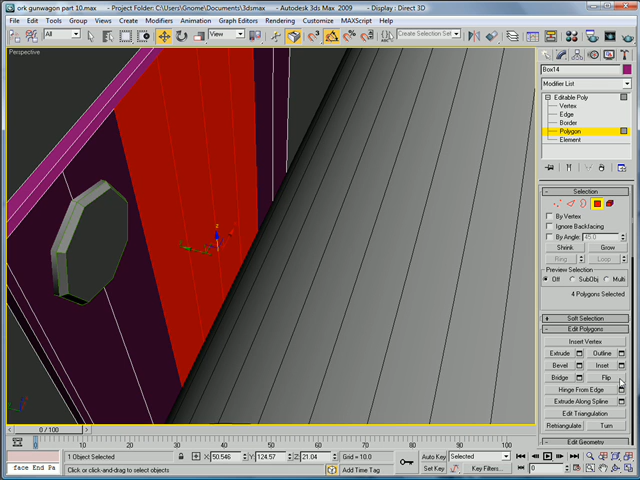 ork gunwagon part 10.max - Project Folder: C:\Users\Gnome\Documents\3dsmax - Autodesk 3ds Max 2009 - Display : Direct 3D
File Edit Tools Group Views Create Modifiers Animation Graph Editors Rendering Customize MAXScript Help
All View Create Selection Set
Perspective
Box14
Modifier List
Editable Poly
Vertex
Edge
Border
Polygon
Element
Selection
By Vertex
Ignore Backfacing
By Angle: 45.0
Shrink Grow
Ring Loop
Preview Selection
Off SubObj Multi
4 Polygons Selected
Soft Selection
Edit Polygons
Insert Vertex
Extrude Outline
Bevel Inset
Bridge Flip
Hinge From Edge
Extrude Along Spline
Edit Triangulation
Retriangulate Turn
Edit Geometry
0 / 100
0 10 20 30 40 50 60 70 80 90 100
1 Object Selected X: 50.546 Y: 124.57 Z: 21.04 Grid = 10.0 Auto Key Selected
face End Pa Click or click-and-drag to select objects Add Time Tag Set Key Key Filters... 0